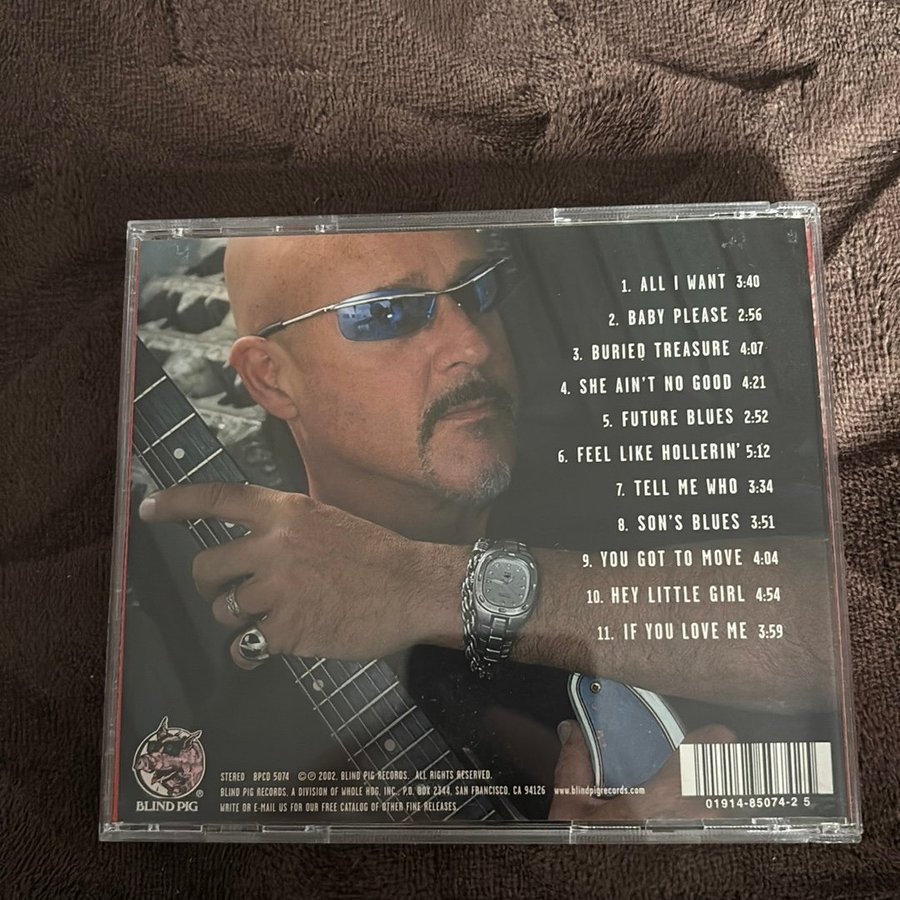 1. ALL I WANT 3:40
2. BABY PLEASE 2:56
3. BURIED TREASURE 4:07
4. SHE AIN'T NO GOOD 4:21
5. FUTURE BLUES 2:52
6. FEEL LIKE HOLLERIN' 5:12
7. TELL ME WHO 3:34
8. SON'S BLUES 3:51
9. YOU GOT TO MOVE 4:04
10. HEY LITTLE GIRL 4:54
11. IF YOU LOVE ME 3:59
BLIND PIG ®
STEREO BPCD 5074 ©℗ 2002. BLIND PIG RECORDS. ALL RIGHTS RESERVED.
BLIND PIG RECORDS, A DIVISION OF WHOLE HOG, INC., P.O. BOX 2344, SAN FRANCISCO, CA 94126 www.blindpigrecords.com
WRITE OR E-MAIL US FOR OUR FREE CATALOG OF OTHER FINE RELEASES.
01914-85074-2 5